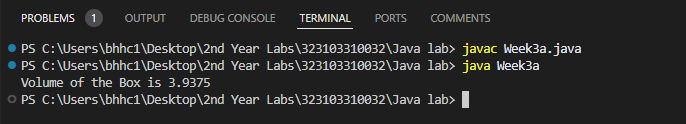 PROBLEMS 1 OUTPUT DEBUG CONSOLE TERMINAL PORTS COMMENTS
PS C:\Users\bhhc1\Desktop\2nd Year Labs\323103310032\Java lab> javac Week3a.java
PS C:\Users\bhhc1\Desktop\2nd Year Labs\323103310032\Java lab> java Week3a
Volume of the Box is 3.9375
PS C:\Users\bhhc1\Desktop\2nd Year Labs\323103310032\Java lab>